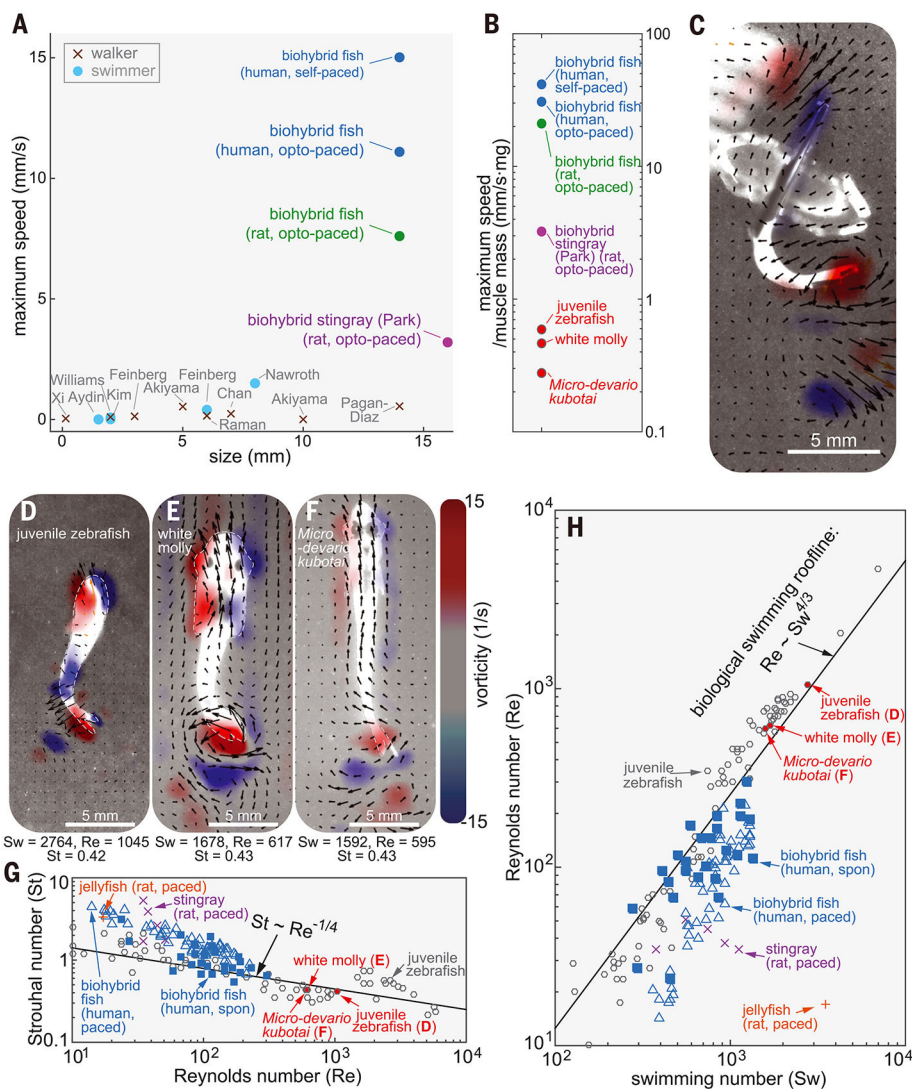 A
maximum speed (mm/s)
15
10
5
0
walker
swimmer
biohybrid fish
(human, self-paced)
biohybrid fish
(human, opto-paced)
biohybrid fish
(rat, opto-paced)
biohybrid stingray (Park)
(rat, opto-paced)
Williams
Xi
Aydin
Kim
Feinberg
Akiyama
Feinberg
Raman
Chan
Nawroth
Akiyama
Pagan-
Diaz
0
5
10
15
size (mm)
B
maximum speed
/muscle mass (mm/s·mg)
100
10
1
0.1
biohybrid fish
(human,
self-paced)
biohybrid fish
(human,
opto-paced)
biohybrid fish
(rat,
opto-paced)
biohybrid
stingray
(Park) (rat,
opto-paced)
juvenile
zebrafish
white molly
Micro-devario
kubotai
C
5 mm
D
juvenile zebrafish
5 mm
Sw = 2764, Re = 1045
St = 0.42
E
white
molly
5 mm
Sw = 1678, Re = 617
St = 0.43
F
Micro
-devario
kubotai
5 mm
Sw = 1592, Re = 595
St = 0.43
15
vorticity (1/s)
-15
G
Strouhal number (St)
10
1
0.1
jellyfish (rat, paced)
stingray
(rat, paced)
St ~ Re-1/4
biohybrid
fish
(human,
paced)
biohybrid fish
(human, spon)
white molly (E)
Micro-devario
kubotai (F)
juvenile
zebrafish
juvenile
zebrafish (D)
10¹
10²
10³
10⁴
Reynolds number (Re)
H
Reynolds number (Re)
10⁴
10³
10²
10¹
biological swimming roofline:
Re ~ Sw4/3
juvenile
zebrafish (D)
white molly (E)
Micro-devario
kubotai (F)
juvenile
zebrafish
biohybrid fish
(human, spon)
biohybrid fish
(human, paced)
stingray
(rat, paced)
jellyfish
(rat, paced)
10²
10³
10⁴
swimming number (Sw)